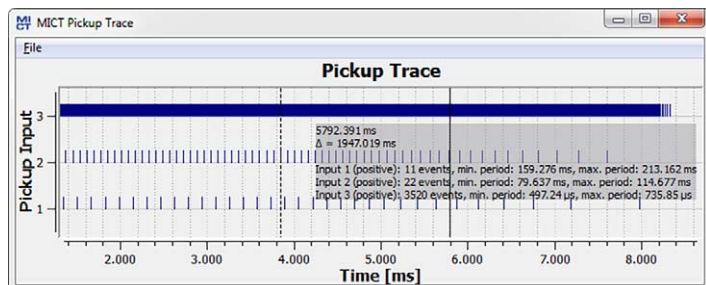 MICT Pickup Trace
File
Pickup Trace
Pickup Input
3
2
1
5792.391 ms
Δ = 1947.019 ms
Input 1 (positive): 11 events, min. period: 159.276 ms, max. period: 213.162 ms
Input 2 (positive): 22 events, min. period: 79.637 ms, max. period: 114.677 ms
Input 3 (positive): 3520 events, min. period: 497.24 µs, max. period: 735.85 µs
2.000 3.000 4.000 5.000 6.000 7.000 8.000
Time [ms]